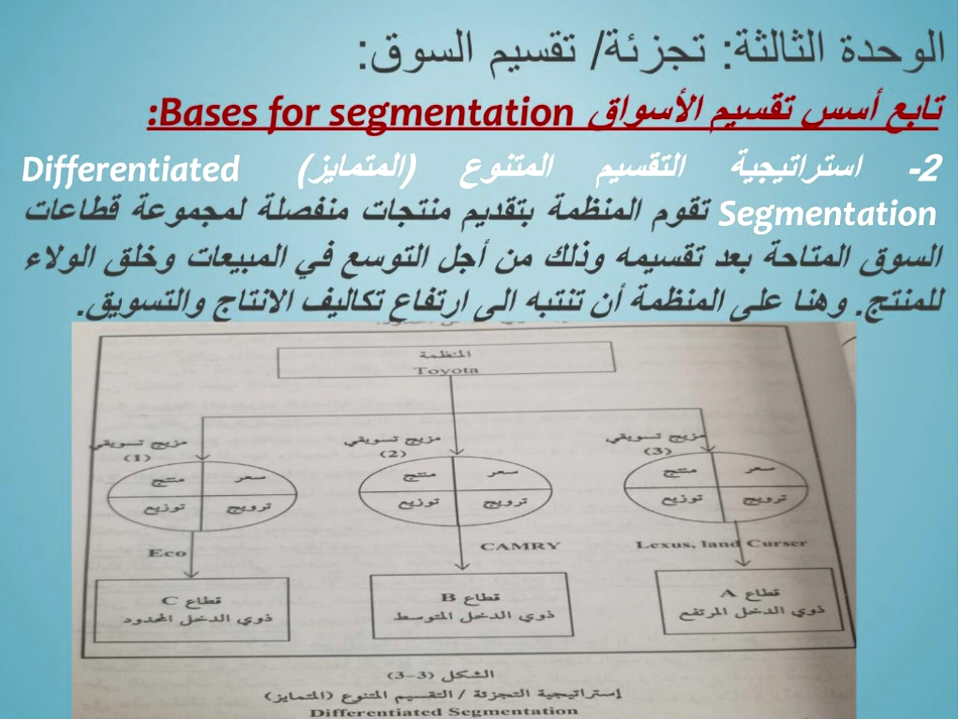 الوحدة الثالثة: تجزئة/ تقسيم السوق:
تابع أسس تقسيم الأسواق Bases for segmentation:
2- استراتيجية التقسيم المتنوع (المتمايز) Differentiated
Segmentation تقوم المنظمة بتقديم منتجات منفصلة لمجموعة قطاعات
السوق المتاحة بعد تقسيمه وذلك من أجل التوسع في المبيعات وخلق الولاء
للمنتج. وهنا على المنظمة أن تنتبه الى ارتفاع تكاليف الانتاج والتسويق.
المنظمة
Toyota
مزيج تسويقي (3)
مزيج تسويقي (2)
مزيج تسويقي (1)
سعر منتج
ترويج توزيع
سعر منتج
ترويج توزيع
سعر منتج
ترويج توزيع
Lexus, land Curser
CAMRY
Eco
قطاع A
ذوي الدخل المرتفع
قطاع B
ذوي الدخل المتوسط
قطاع C
ذوي الدخل المحدود
الشكل (3-3)
إستراتيجية التجزئة / التقسيم المتنوع (المتمايز)
Differentiated Segmentation